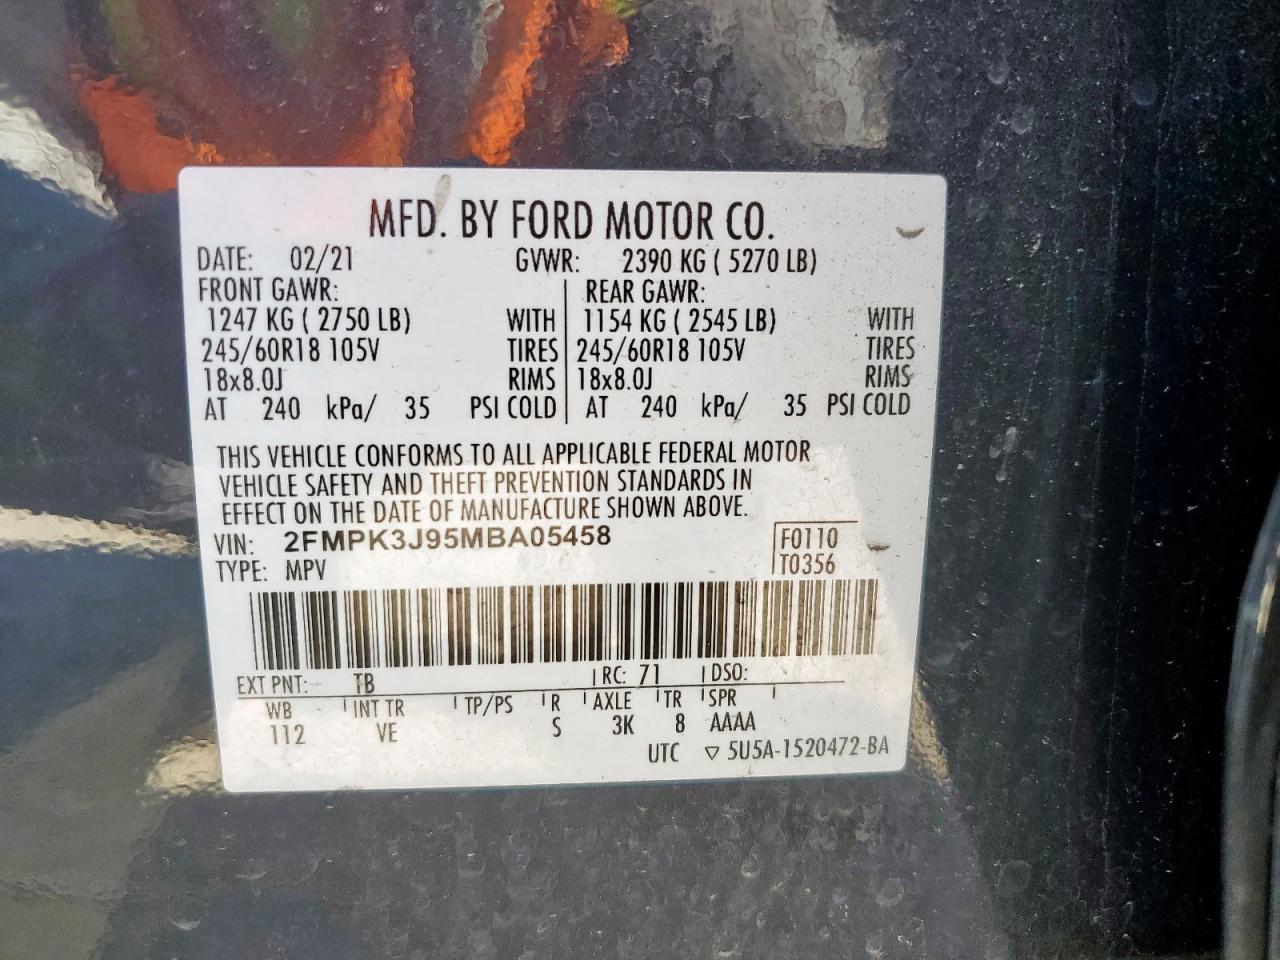 MFD. BY FORD MOTOR CO.
DATE: 02/21 GVWR: 2390 KG ( 5270 LB)
FRONT GAWR: REAR GAWR:
1247 KG ( 2750 LB) WITH 1154 KG ( 2545 LB) WITH
245/60R18 105V TIRES 245/60R18 105V TIRES
18x8.0J RIMS 18x8.0J RIMS
AT 240 kPa/ 35 PSI COLD AT 240 kPa/ 35 PSI COLD
THIS VEHICLE CONFORMS TO ALL APPLICABLE FEDERAL MOTOR
VEHICLE SAFETY AND THEFT PREVENTION STANDARDS IN
EFFECT ON THE DATE OF MANUFACTURE SHOWN ABOVE.
VIN: 2FMPK3J95MBA05458 F0110
TYPE: MPV T0356
EXT PNT: TB RC: 71 DSO:
WB INT TR TP/PS R AXLE TR SPR
112 VE S 3K 8 AAAA
UTC ▽ 5U5A-1520472-BA